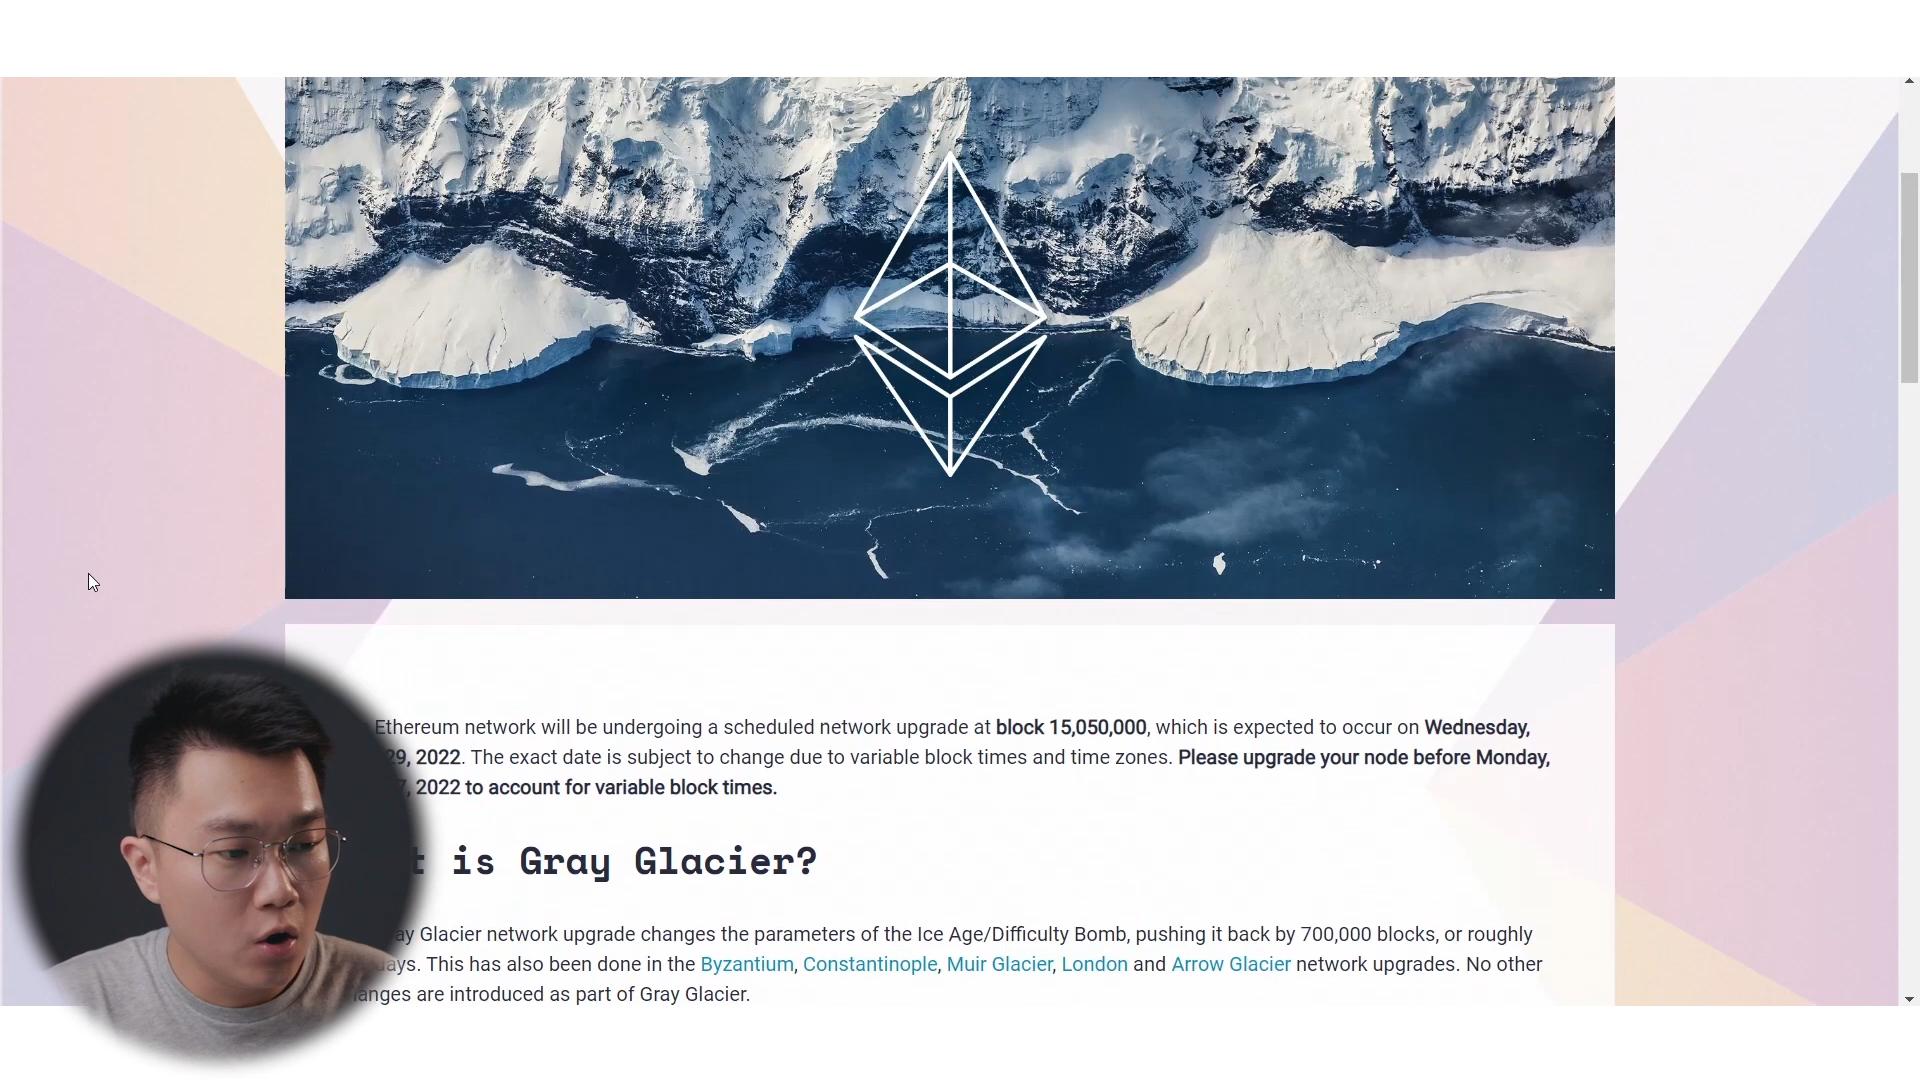 Ethereum network will be undergoing a scheduled network upgrade at block 15,050,000, which is expected to occur on Wednesday,
29, 2022. The exact date is subject to change due to variable block times and time zones. Please upgrade your node before Monday,
2022 to account for variable block times.
is Gray Glacier?
Glacier network upgrade changes the parameters of the Ice Age/Difficulty Bomb, pushing it back by 700,000 blocks, or roughly
days. This has also been done in the Byzantium, Constantinople, Muir Glacier, London and Arrow Glacier network upgrades. No other
changes are introduced as part of Gray Glacier.